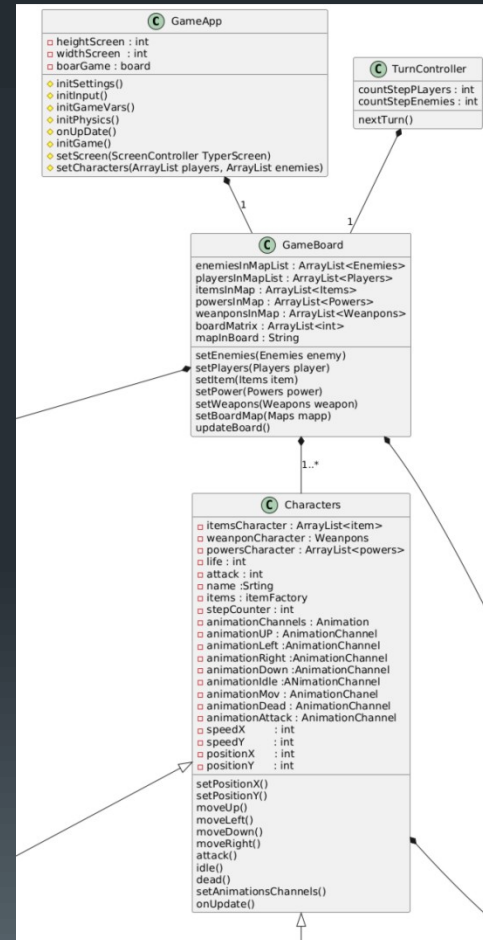 C GameApp
heightScreen : int
widthScreen : int
boarGame : board
initSettings()
initInput()
initGameVars()
initPhysics()
onUpDate()
initGame()
setScreen(ScreenController TyperScreen)
setCharacters(ArrayList players, ArrayList enemies)
C TurnController
countStepPLayers : int
countStepEnemies : int
nextTurn()
1
1
C GameBoard
enemiesInMapList : ArrayList<Enemies>
playersInMapList : ArrayList<Players>
itemsInMap : ArrayList<Items>
powersInMap : ArrayList<Powers>
weanponsInMap : ArrayList<Weanpons>
boardMatrix : ArrayList<int>
mapInBoard : String
setEnemies(Enemies enemy)
setPlayers(Players player)
setItem(Items item)
setPower(Powers power)
setWeapons(Weapons weapon)
setBoardMap(Maps mapp)
updateBoard()
1..*
C Characters
itemsCharacter : ArrayList<item>
weanponCharacter : Weanpons
powersCharacter : ArrayList<powers>
life : int
attack : int
name :Srting
items : itemFactory
stepCounter : int
animationChannels : Animation
animationUP : AnimationChannel
animationLeft :AnimationChannel
animationRight :AnimationChannel
animationDown :AnimationChannel
animationIdle :ANimationChannel
animationMov : AnimationChanel
animationDead : AnimationChannel
animationAttack : AnimationChannel
speedX : int
speedY : int
positionX : int
positionY : int
setPositionX()
setPositionY()
moveUp()
moveLeft()
moveDown()
moveRight()
attack()
idle()
dead()
setAnimationsChannels()
onUpdate()